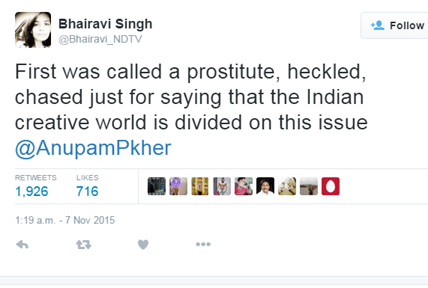 Bhairavi Singh
@Bhairavi_NDTV
Follow
First was called a prostitute, heckled,
chased just for saying that the Indian
creative world is divided on this issue
@AnupamPkher
RETWEETS LIKES
1,926 716
1:19 a.m. - 7 Nov 2015